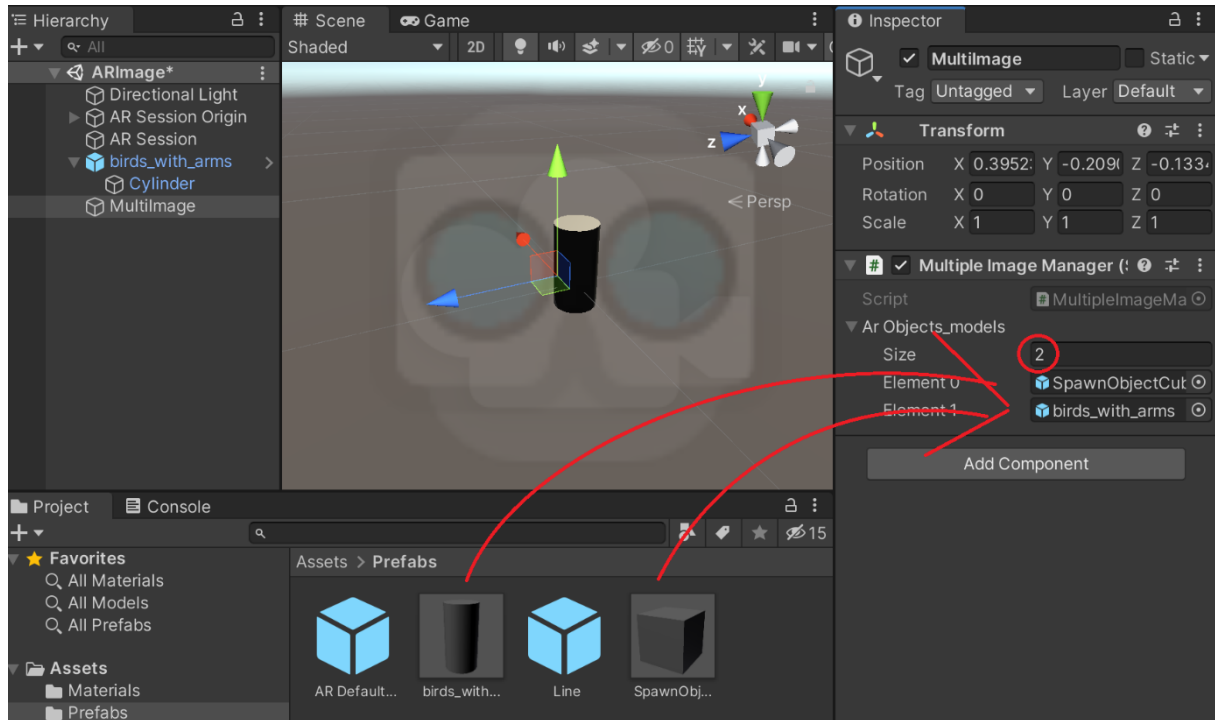 Hierarchy
All
ARImage*
Directional Light
AR Session Origin
AR Session
birds_with_arms
Cylinder
MultiImage
Scene Game
Shaded 2D 0
y
x
z
Persp
Inspector
MultiImage Static
Tag Untagged Layer Default
Transform
Position X 0.3952 Y -0.209 Z -0.133
Rotation X 0 Y 0 Z 0
Scale X 1 Y 1 Z 1
# Multiple Image Manager (
Script # MultipleImageMa
Ar Objects_models
Size 2
Element 0 SpawnObjectCub
Element 1 birds_with_arms
Add Component
Project Console
15
Favorites
All Materials
All Models
All Prefabs
Assets
Materials
Prefabs
Assets > Prefabs
AR Default... birds_with... Line SpawnObj...